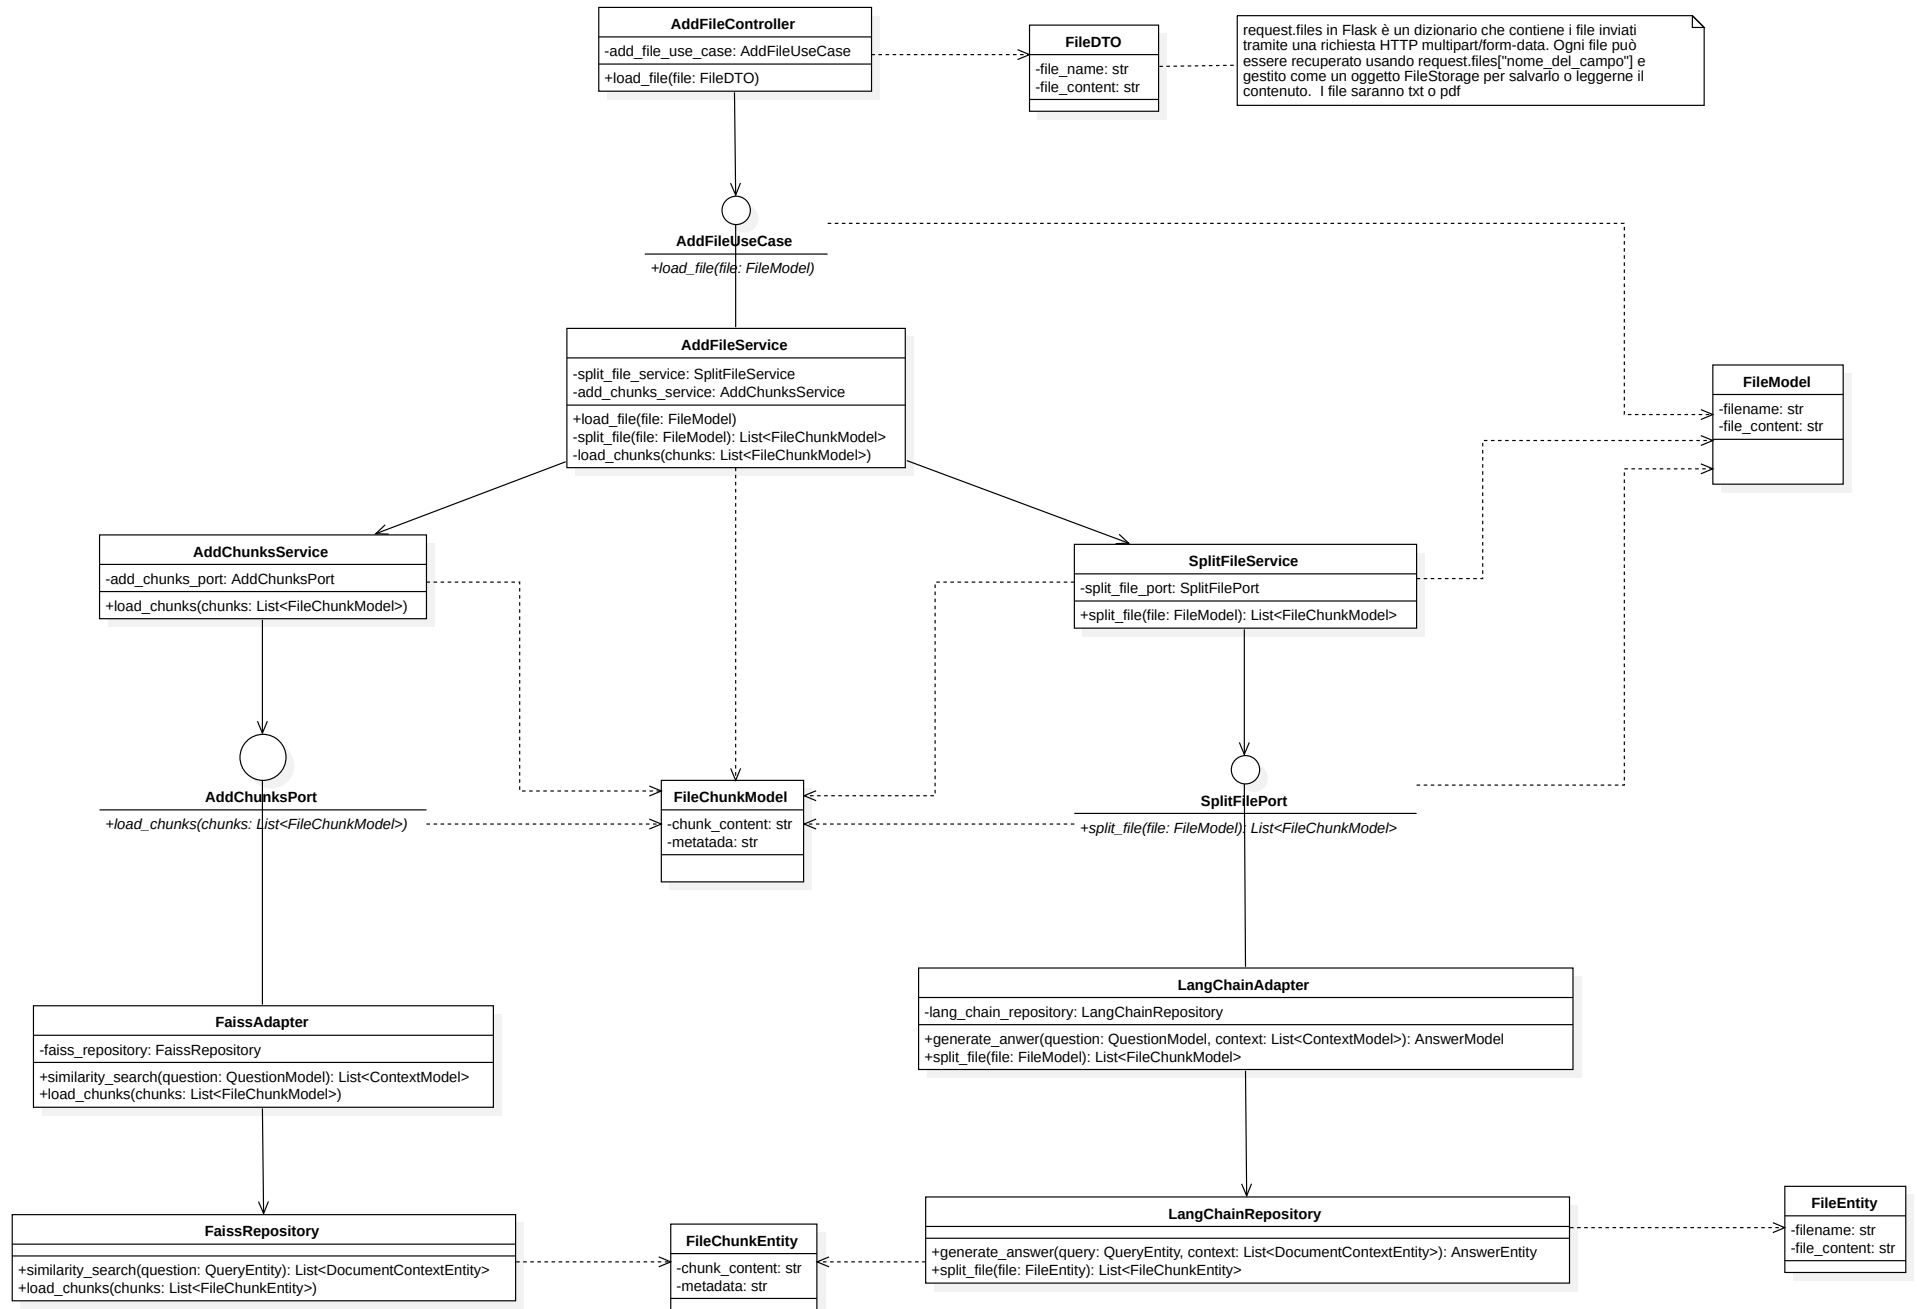 AddFileController
-add_file_use_case: AddFileUseCase
+load_file(file: FileDTO)
FileDTO
-file_name: str
-file_content: str
request.files in Flask è un dizionario che contiene i file inviati
tramite una richiesta HTTP multipart/form-data. Ogni file può
essere recuperato usando request.files["nome_del_campo"] e
gestito come un oggetto FileStorage per salvarlo o leggerne il
contenuto.  I file saranno txt o pdf
AddFileUseCase
+load_file(file: FileModel)
AddFileService
-split_file_service: SplitFileService
-add_chunks_service: AddChunksService
+load_file(file: FileModel)
-split_file(file: FileModel): List<FileChunkModel>
-load_chunks(chunks: List<FileChunkModel>)
FileModel
-filename: str
-file_content: str
AddChunksService
-add_chunks_port: AddChunksPort
+load_chunks(chunks: List<FileChunkModel>)
SplitFileService
-split_file_port: SplitFilePort
+split_file(file: FileModel): List<FileChunkModel>
AddChunksPort
+load_chunks(chunks: List<FileChunkModel>)
FileChunkModel
-chunk_content: str
-metatada: str
SplitFilePort
+split_file(file: FileModel): List<FileChunkModel>
FaissAdapter
-faiss_repository: FaissRepository
+similarity_search(question: QuestionModel): List<ContextModel>
+load_chunks(chunks: List<FileChunkModel>)
LangChainAdapter
-lang_chain_repository: LangChainRepository
+generate_anwer(question: QuestionModel, context: List<ContextModel>): AnswerModel
+split_file(file: FileModel): List<FileChunkModel>
FaissRepository
+similarity_search(question: QueryEntity): List<DocumentContextEntity>
+load_chunks(chunks: List<FileChunkEntity>)
FileChunkEntity
-chunk_content: str
-metadata: str
LangChainRepository
+generate_answer(query: QueryEntity, context: List<DocumentContextEntity>): AnswerEntity
+split_file(file: FileEntity): List<FileChunkEntity>
FileEntity
-filename: str
-file_content: str